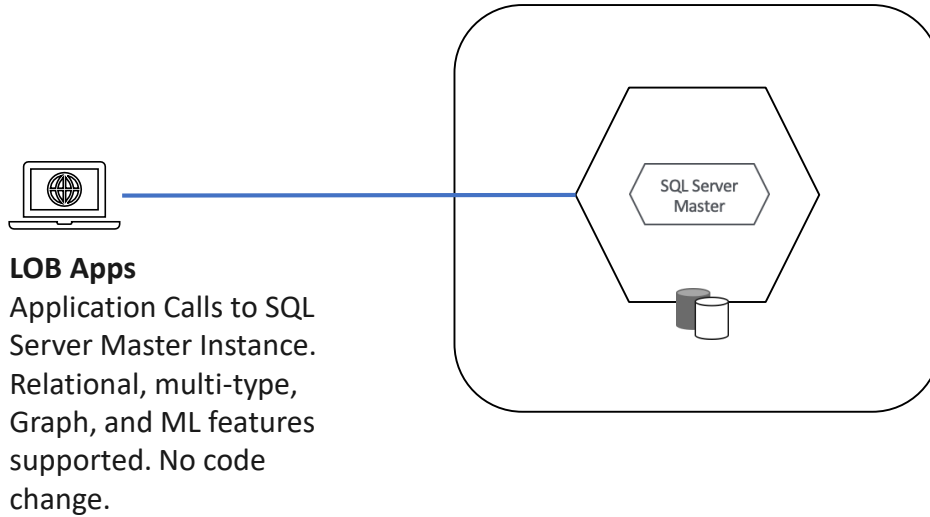 SQL Server
Master
LOB Apps
Application Calls to SQL
Server Master Instance.
Relational, multi-type,
Graph, and ML features
supported. No code
change.